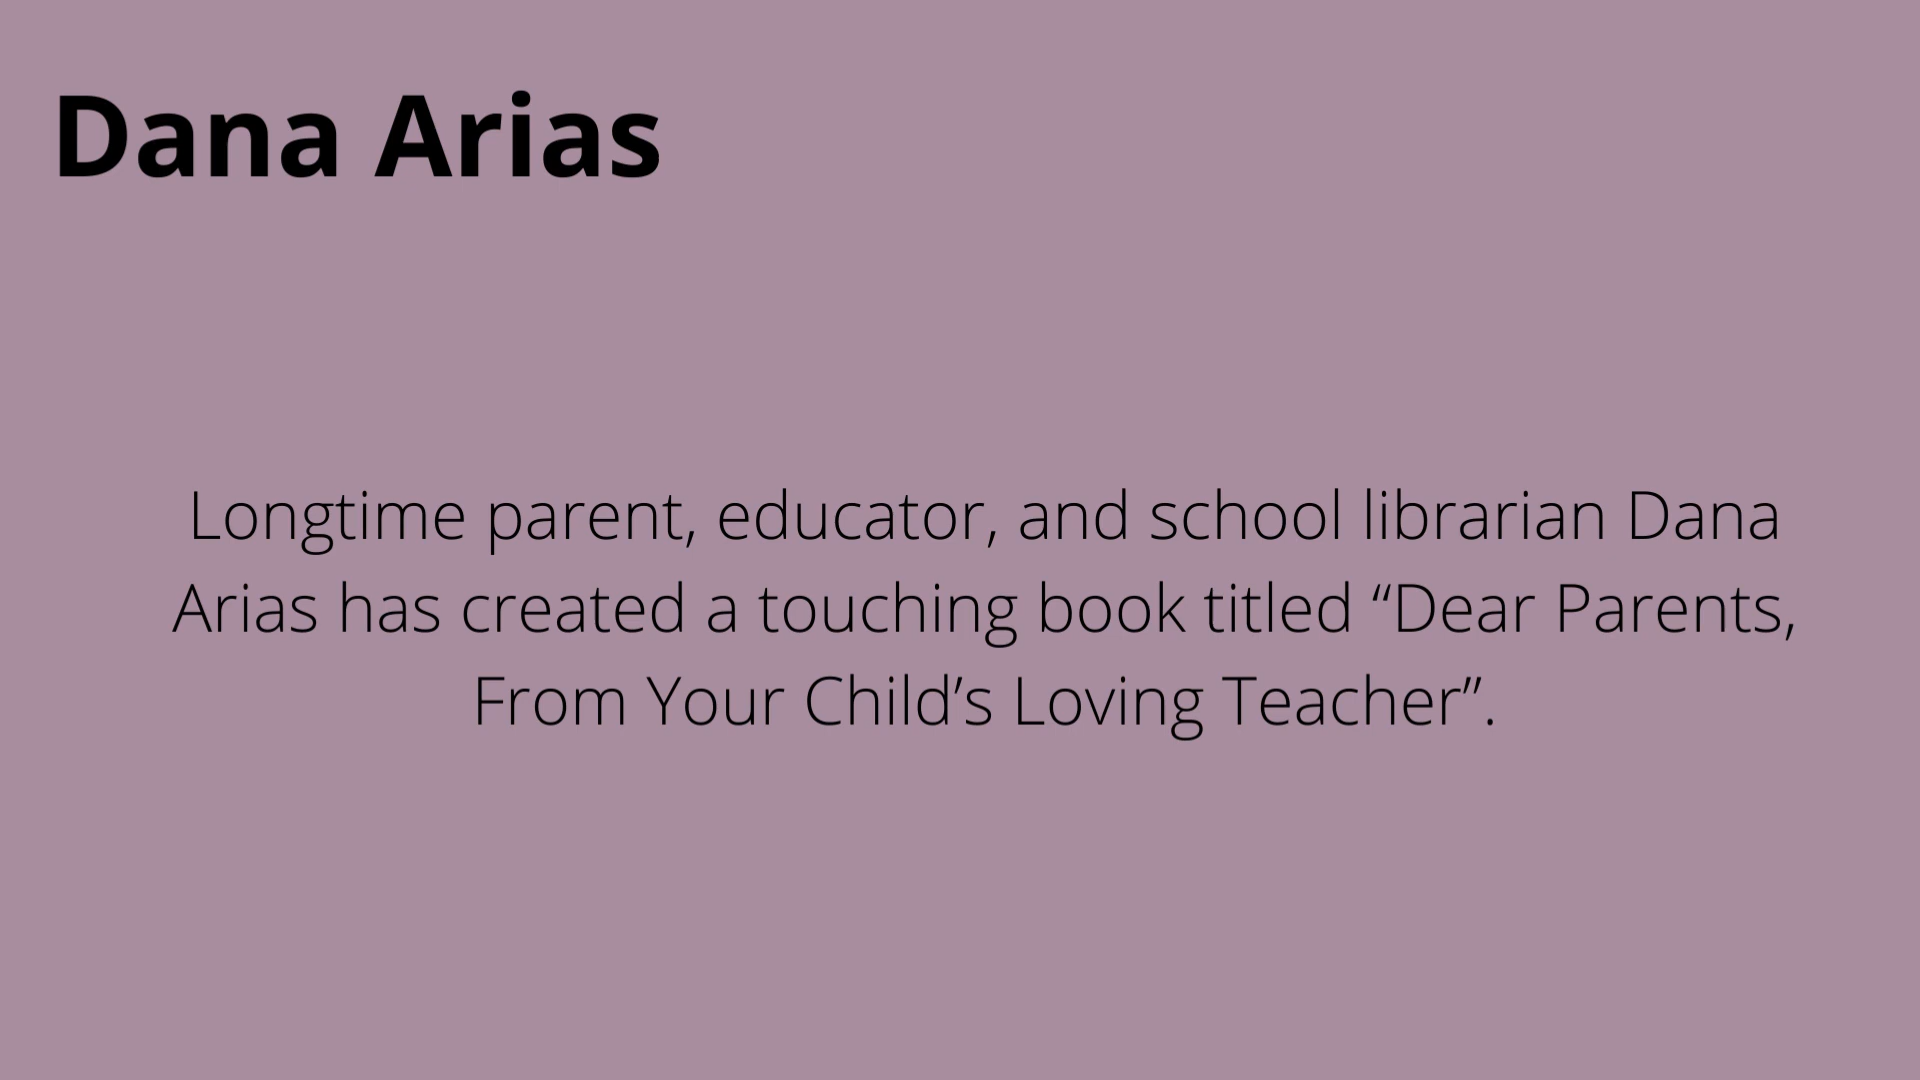 Dana Arias
Longtime parent, educator, and school librarian Dana
Arias has created a touching book titled “Dear Parents,
From Your Child’s Loving Teacher”.